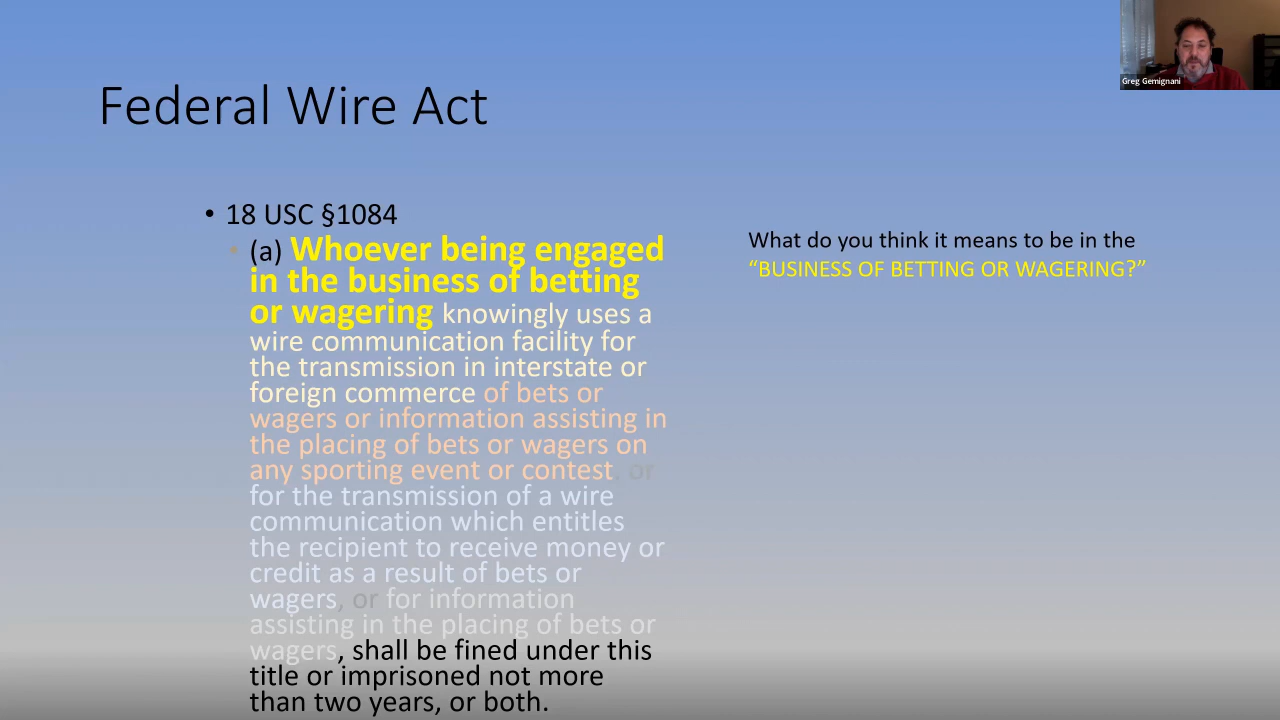 Greg Gemignani
Federal Wire Act
• 18 USC §1084
• (a) Whoever being engaged
in the business of betting
or wagering knowingly uses a
wire communication facility for
the transmission in interstate or
foreign commerce of bets or
wagers or information assisting in
the placing of bets or wagers on
any sporting event or contest, or
for the transmission of a wire
communication which entitles
the recipient to receive money or
credit as a result of bets or
wagers, or for information
assisting in the placing of bets or
wagers, shall be fined under this
title or imprisoned not more
than two years, or both.
What do you think it means to be in the
“BUSINESS OF BETTING OR WAGERING?”